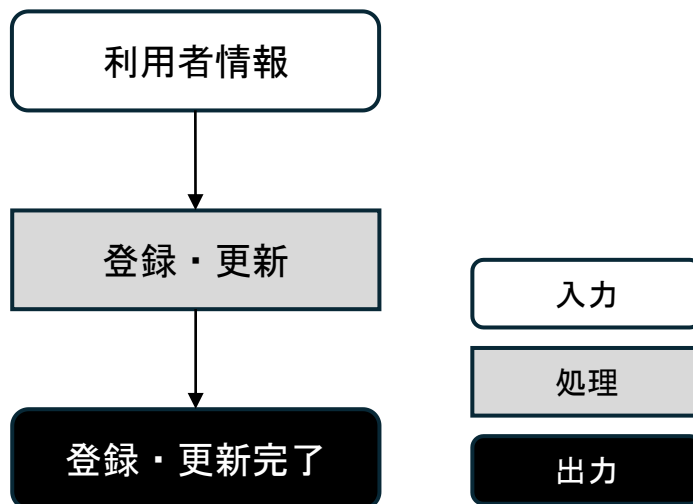 利用者情報
登録・更新
登録・更新完了
入力
処理
出力